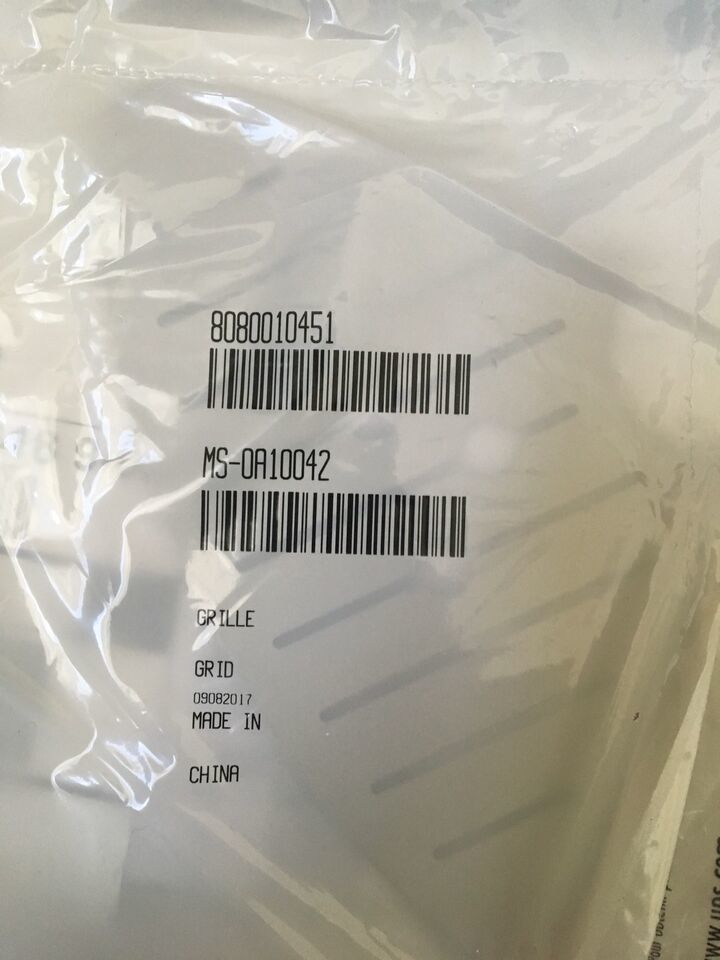 8080010451
MS-0A10042
GRILLE
GRID
09082017
MADE IN
CHINA